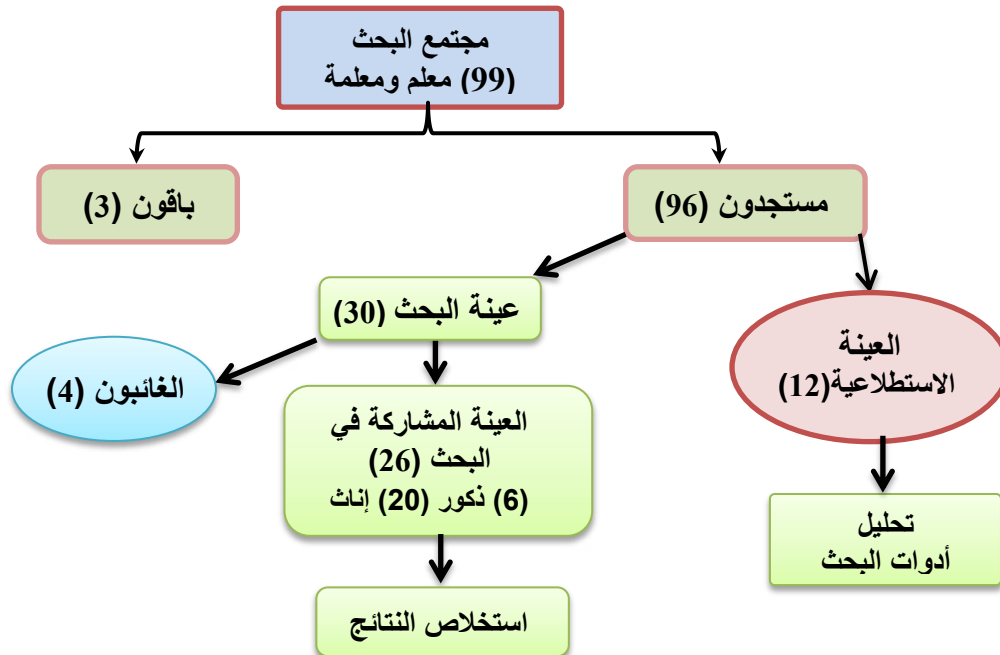 مجتمع البحث
(99) معلم ومعلمة
مستجدون (96)
باقون (3)
عينة البحث (30)
العينة
الاستطلاعية(12)
الغائبون (4)
العينة المشاركة في
البحث (26)
(6) ذكور (20) إناث
تحليل
أدوات البحث
استخلاص النتائج